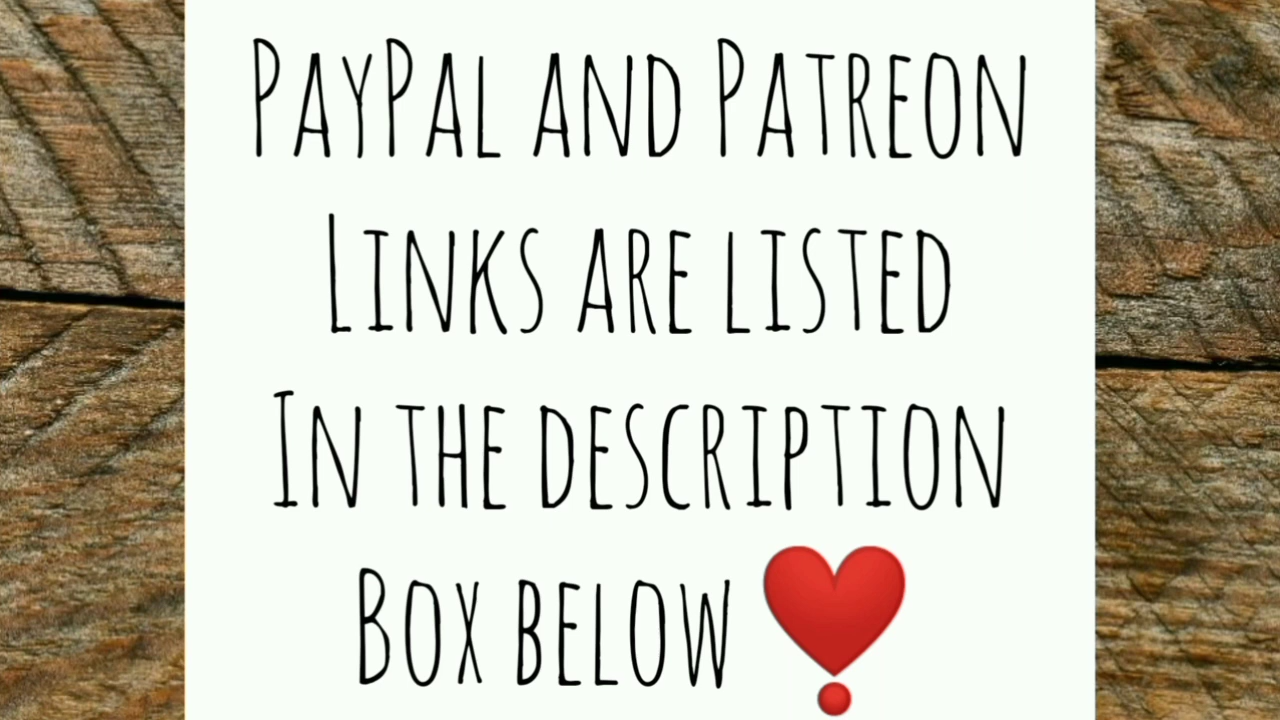 PayPal and Patreon
Links are listed
In the description
Box below ❣